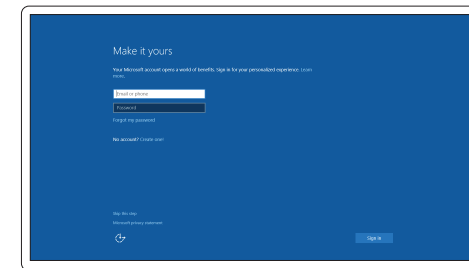 Make it yours
Your Microsoft account opens a world of benefits. Sign in for your personalized experience. Learn
more.
Email or phone
Password
Forgot my password
No account? Create one!
Skip this step
Microsoft privacy statement
Sign in